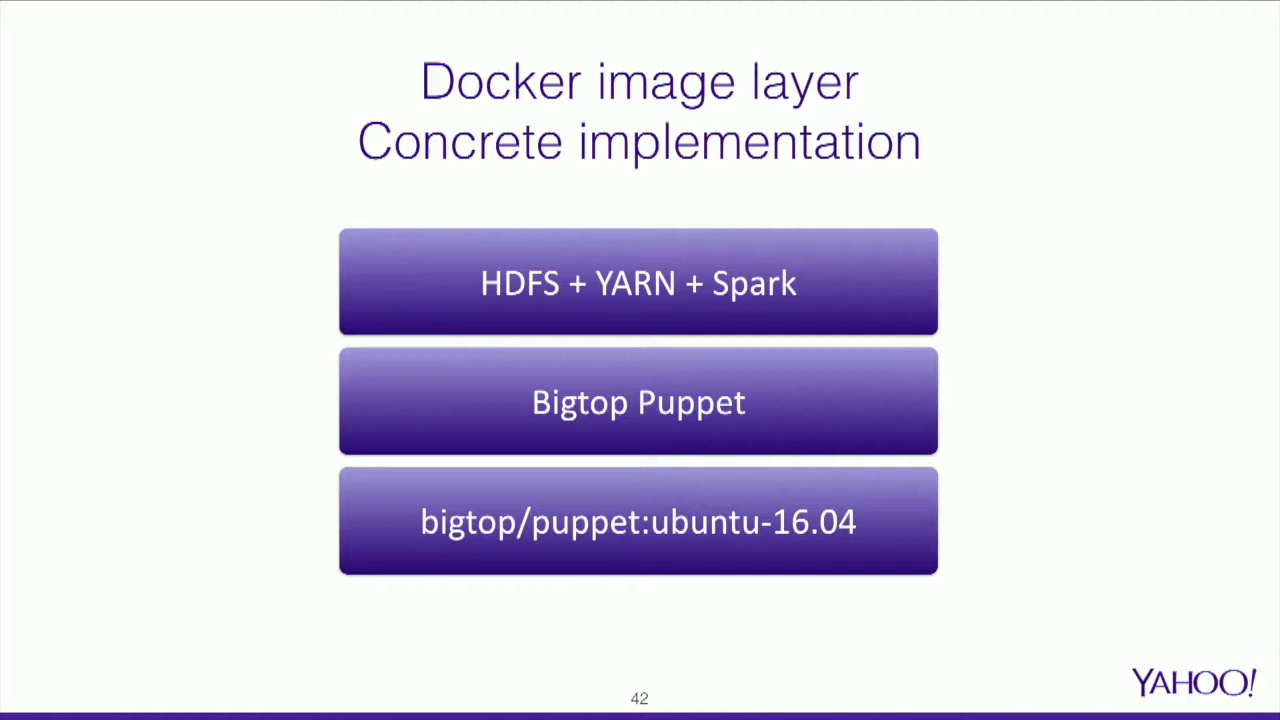 Docker image layer
Concrete implementation
HDFS + YARN + Spark
Bigtop Puppet
bigtop/puppet:ubuntu-16.04
YAHOO!
42